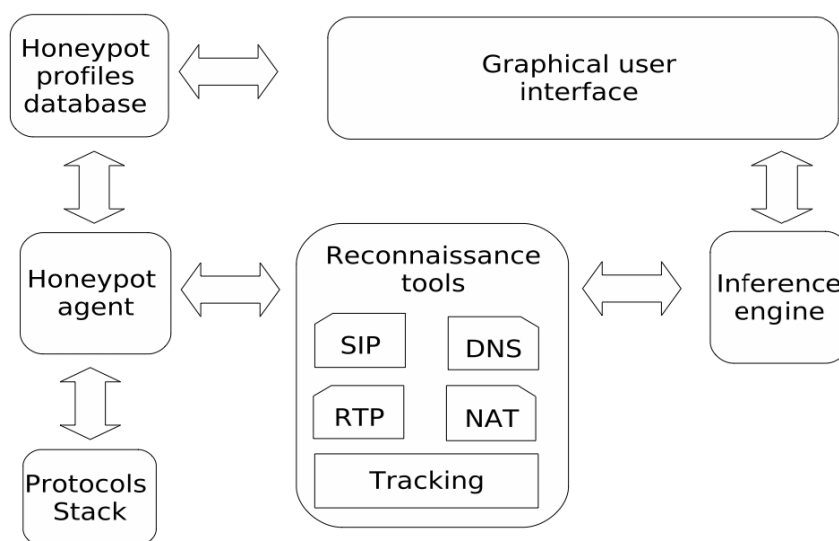 Honeypot
profiles
database
Graphical user
interface
Honeypot
agent
Reconnaissance
tools
SIP
DNS
RTP
NAT
Tracking
Inference
engine
Protocols
Stack